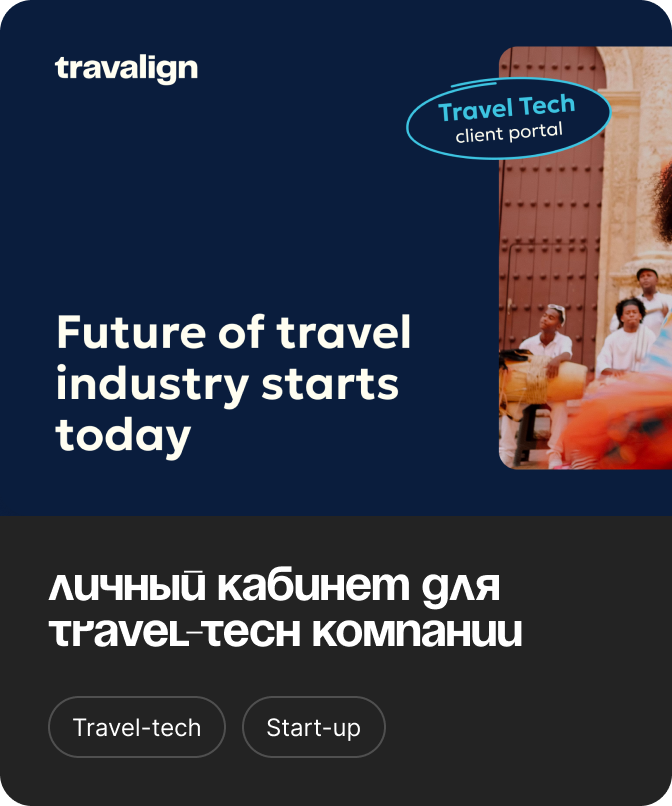 travalign
Travel Tech
client portal
Future of travel
industry starts
today
личный кабинет для
travel-tech компании
Travel-tech
Start-up